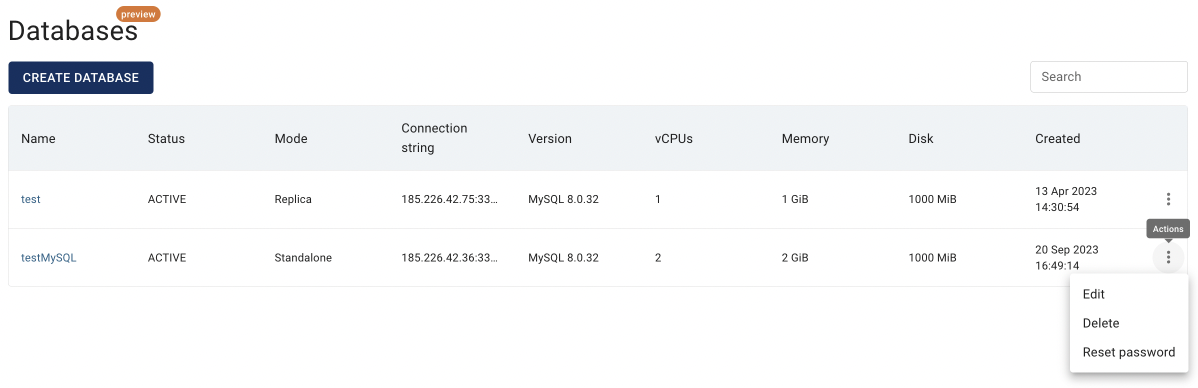 Databases preview
CREATE DATABASE
Search
Name Status Mode Connection string Version vCPUs Memory Disk Created
test ACTIVE Replica 185.226.42.75:33... MySQL 8.0.32 1 1 GiB 1000 MiB 13 Apr 2023 14:30:54
Actions
testMySQL ACTIVE Standalone 185.226.42.36:33... MySQL 8.0.32 2 2 GiB 1000 MiB 20 Sep 2023 16:49:14
Edit
Delete
Reset password